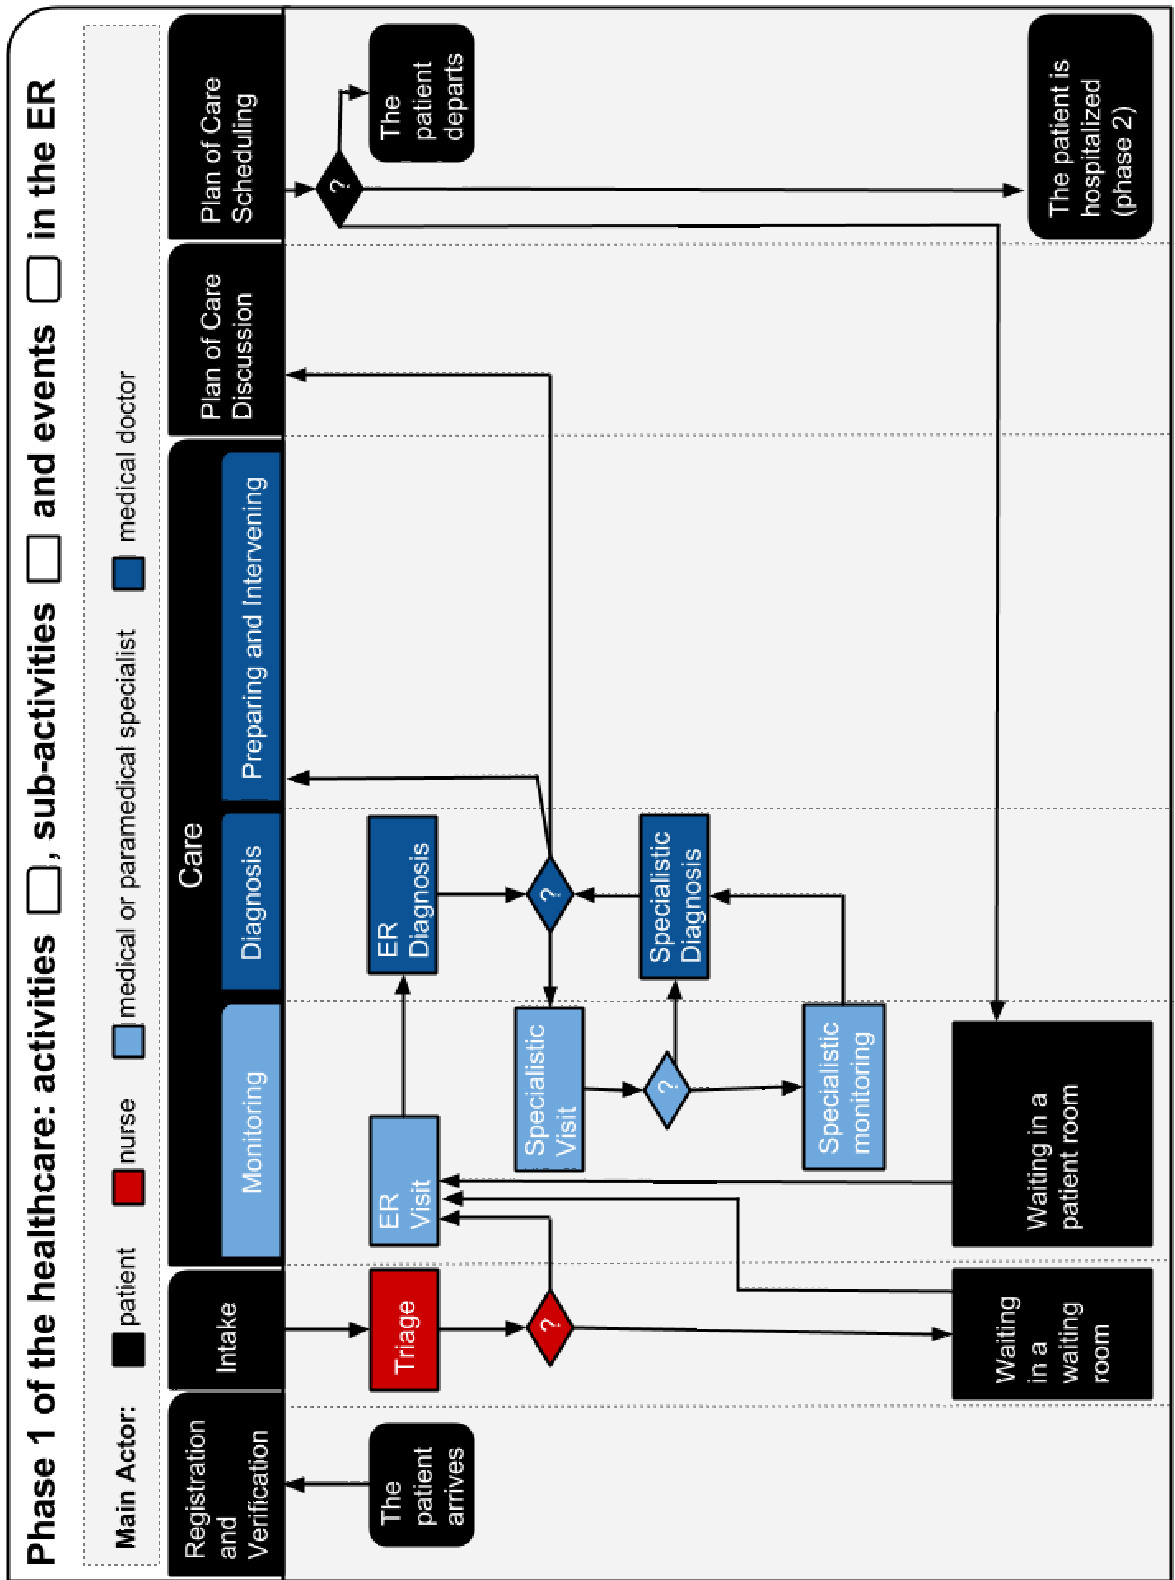 Phase 1 of the healthcare: activities , sub-activities and events in the ER
Main Actor: patient nurse medical or paramedical specialist medical doctor
Registration
and
Verification
Intake
Care
Monitoring
Diagnosis
Preparing and Intervening
Plan of Care
Discussion
Plan of Care
Scheduling
The
patient
arrives
Triage
?
Waiting
in a
waiting
room
ER
Visit
Specialistic
Visit
?
Specialistic
monitoring
Waiting in a
patient room
ER
Diagnosis
?
Specialistic
Diagnosis
?
The
patient
departs
The patient is
hospitalized
(phase 2)